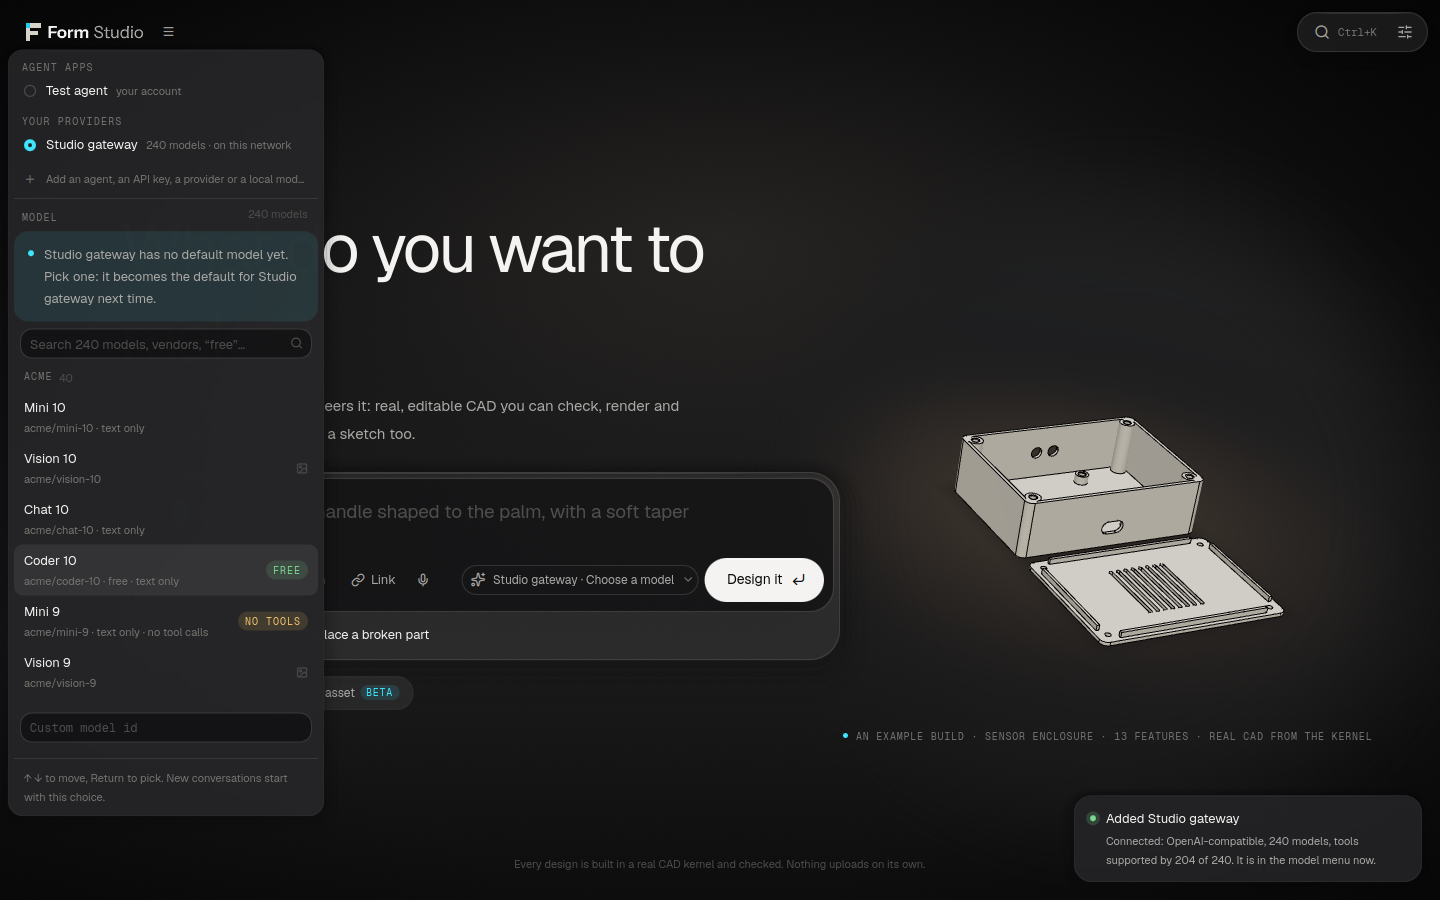 Form Studio
Ctrl+K
AGENT APPS
Test agent your account
YOUR PROVIDERS
Studio gateway 240 models · on this network
+ Add an agent, an API key, a provider or a local mod...
MODEL 240 models
Studio gateway has no default model yet.
Pick one: it becomes the default for Studio
gateway next time.
Search 240 models, vendors, “free”...
ACME 40
Mini 10
acme/mini-10 · text only
Vision 10
acme/vision-10
Chat 10
acme/chat-10 · text only
Coder 10
acme/coder-10 · free · text only
FREE
Mini 9
acme/mini-9 · text only · no tool calls
NO TOOLS
Vision 9
acme/vision-9
Custom model id
↑↓ to move, Return to pick. New conversations start
with this choice.
o you want to
eers it: real, editable CAD you can check, render and
a sketch too.
andle shaped to the palm, with a soft taper
Link
Studio gateway · Choose a model
Design it
lace a broken part
asset BETA
AN EXAMPLE BUILD · SENSOR ENCLOSURE · 13 FEATURES · REAL CAD FROM THE KERNEL
Added Studio gateway
Connected: OpenAI-compatible, 240 models, tools
supported by 204 of 240. It is in the model menu now.
Every design is built in a real CAD kernel and checked. Nothing uploads on its own.